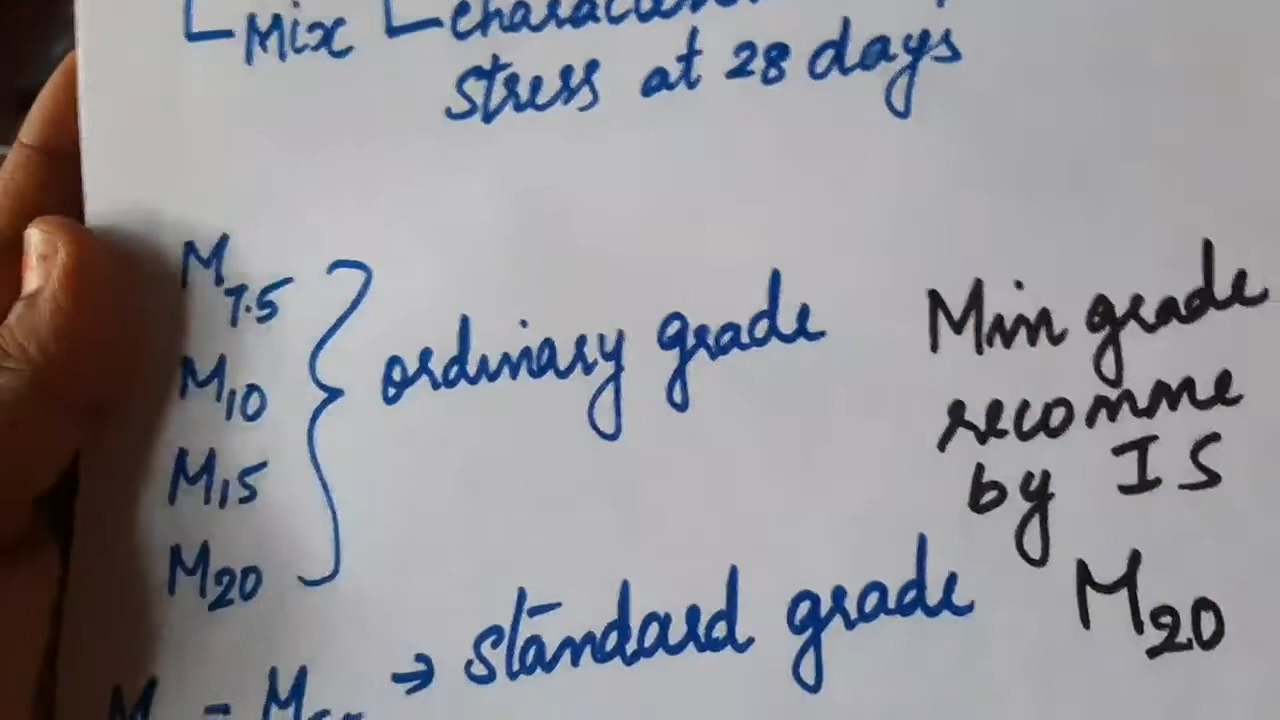 Mix
stress at 28 days
M7.5
M10
M15
M20
ordinary grade
Min grade
recomme
by IS
M20
→ standard grade